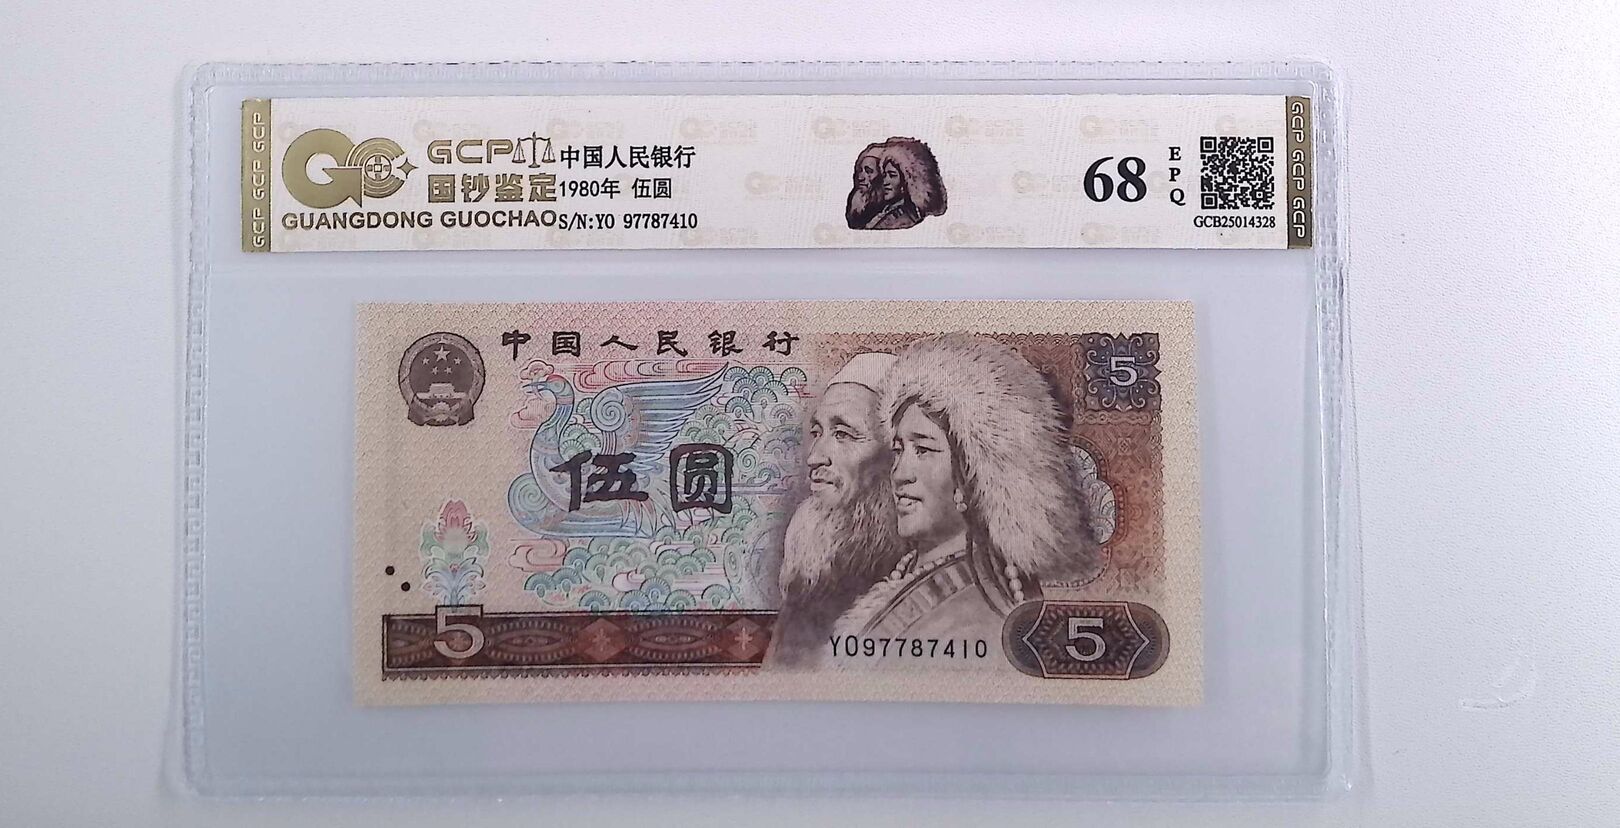 GCP
国钞鉴定
GUANGDONG GUOCHAO
中国人民银行
1980年 伍圆
S/N:YO 97787410
68
EPQ
GCB25014328
GCP GCP GCP
GCP GCP GCP
中国人民银行
5
伍圆
5
YO97787410
5